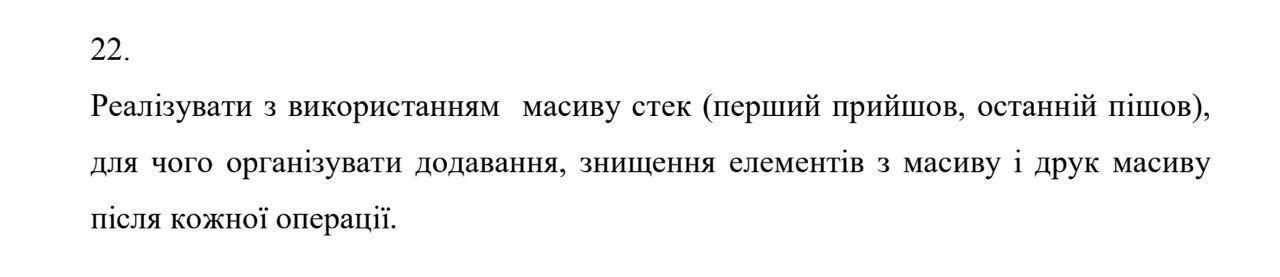 22.
Реалізувати з використанням масиву стек (перший прийшов, останній пішов),
для чого організувати додавання, знищення елементів з масиву і друк масиву
після кожної операції.